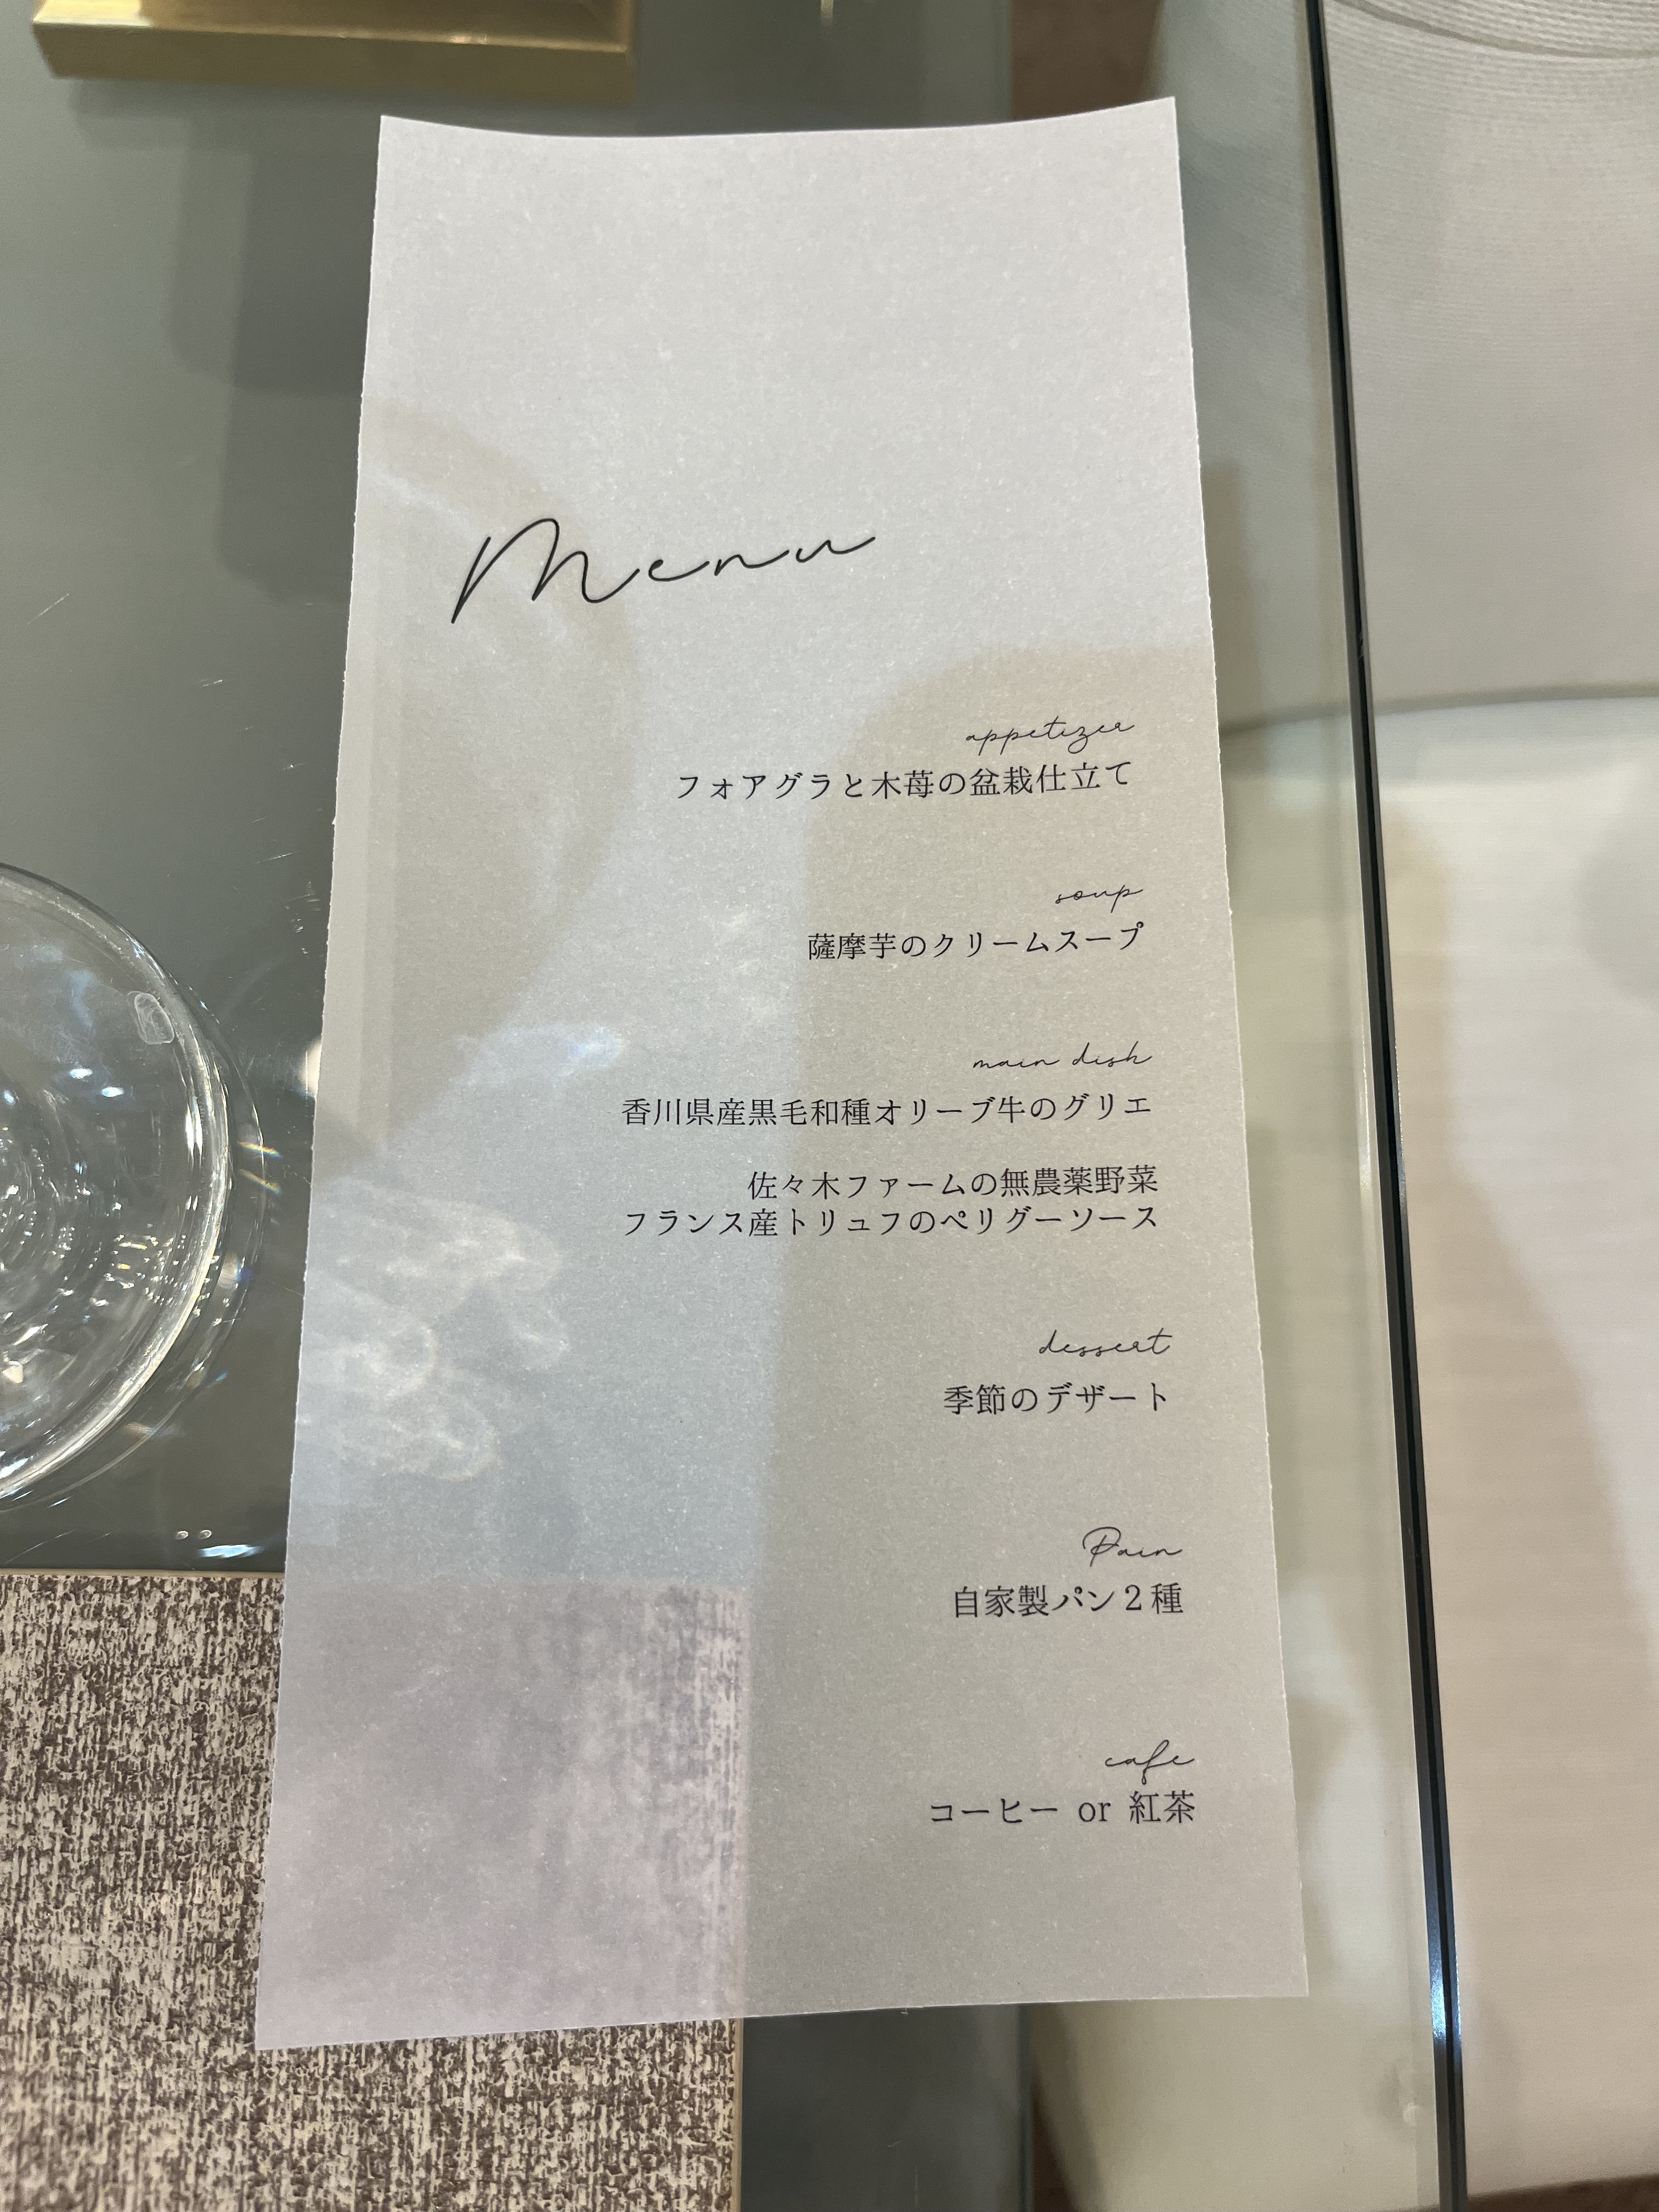 Menu
appetizer
フォアグラと木苺の盆栽仕立て
soup
薩摩芋のクリームスープ
main dish
香川県産黒毛和種オリーブ牛のグリエ
佐々木ファームの無農薬野菜
フランス産トリュフのペリグーソース
dessert
季節のデザート
Pain
自家製パン２種
cafe
コーヒー or 紅茶